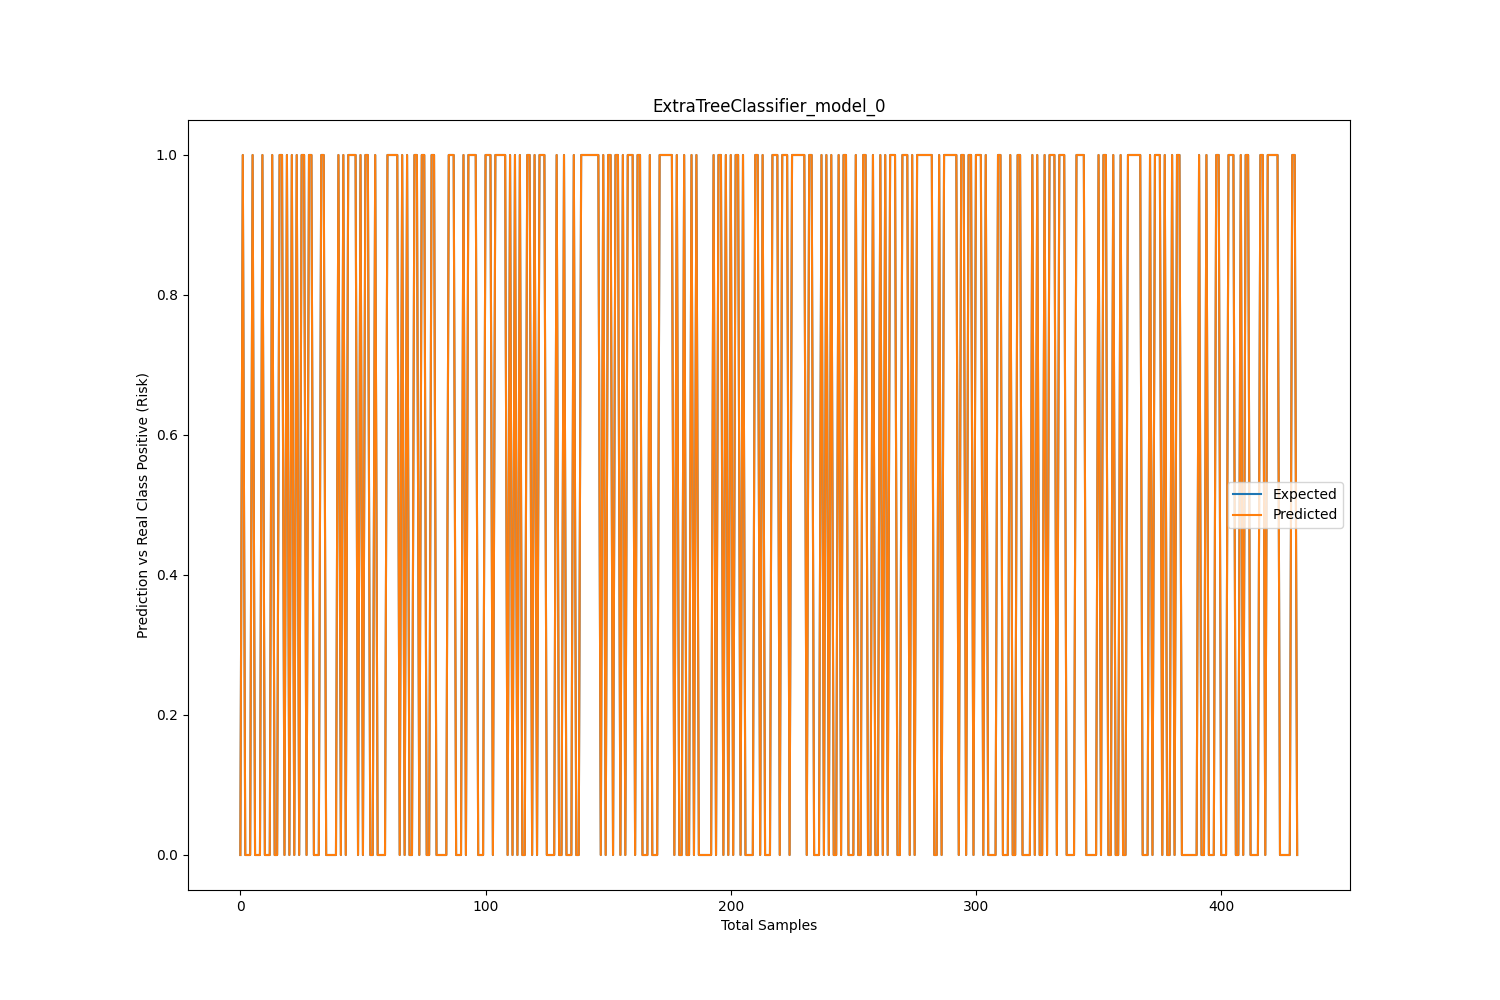 ExtraTreeClassifier_model_0
1.0
0.8
0.6
0.4
0.2
0.0
Prediction vs Real Class Positive (Risk)
Expected
Predicted
0 100 200 300 400
Total Samples